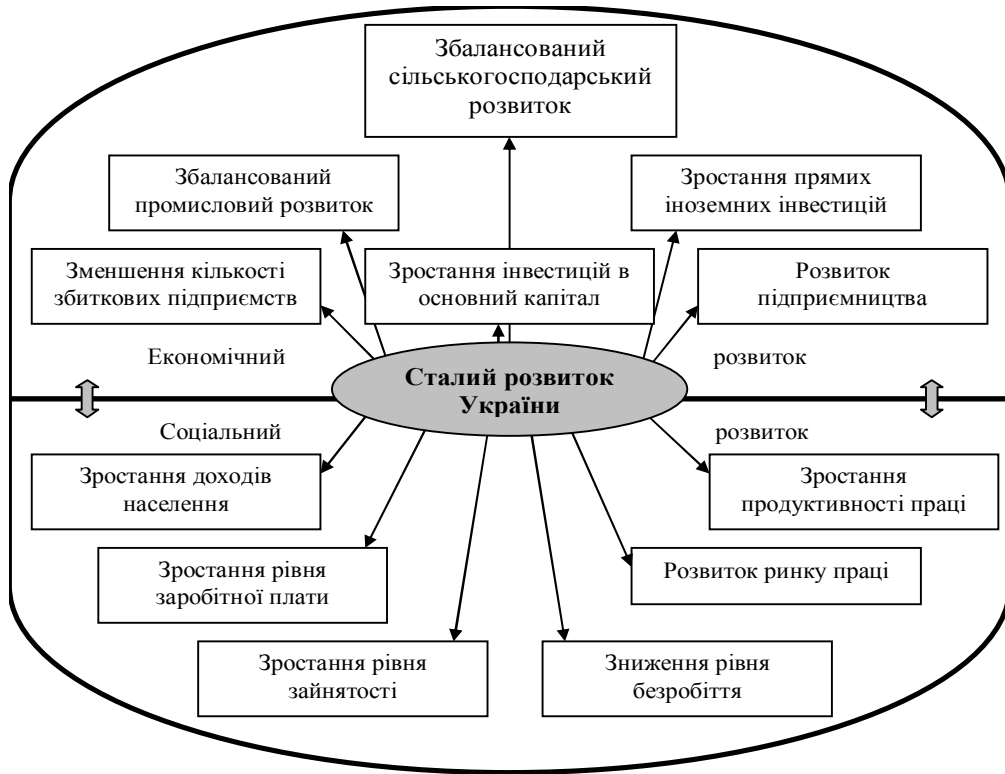 Збалансований
сільськогосподарський
розвиток
Збалансований
промисловий розвиток
Зростання прямих
іноземних інвестицій
Зменшення кількості
збиткових підприємств
Зростання інвестицій в
основний капітал
Розвиток
підприємництва
Економічний
розвиток
Сталий розвиток
України
Соціальний
розвиток
Зростання доходів
населення
Зростання
продуктивності праці
Зростання рівня
заробітної плати
Розвиток ринку праці
Зростання рівня
зайнятості
Зниження рівня
безробіття